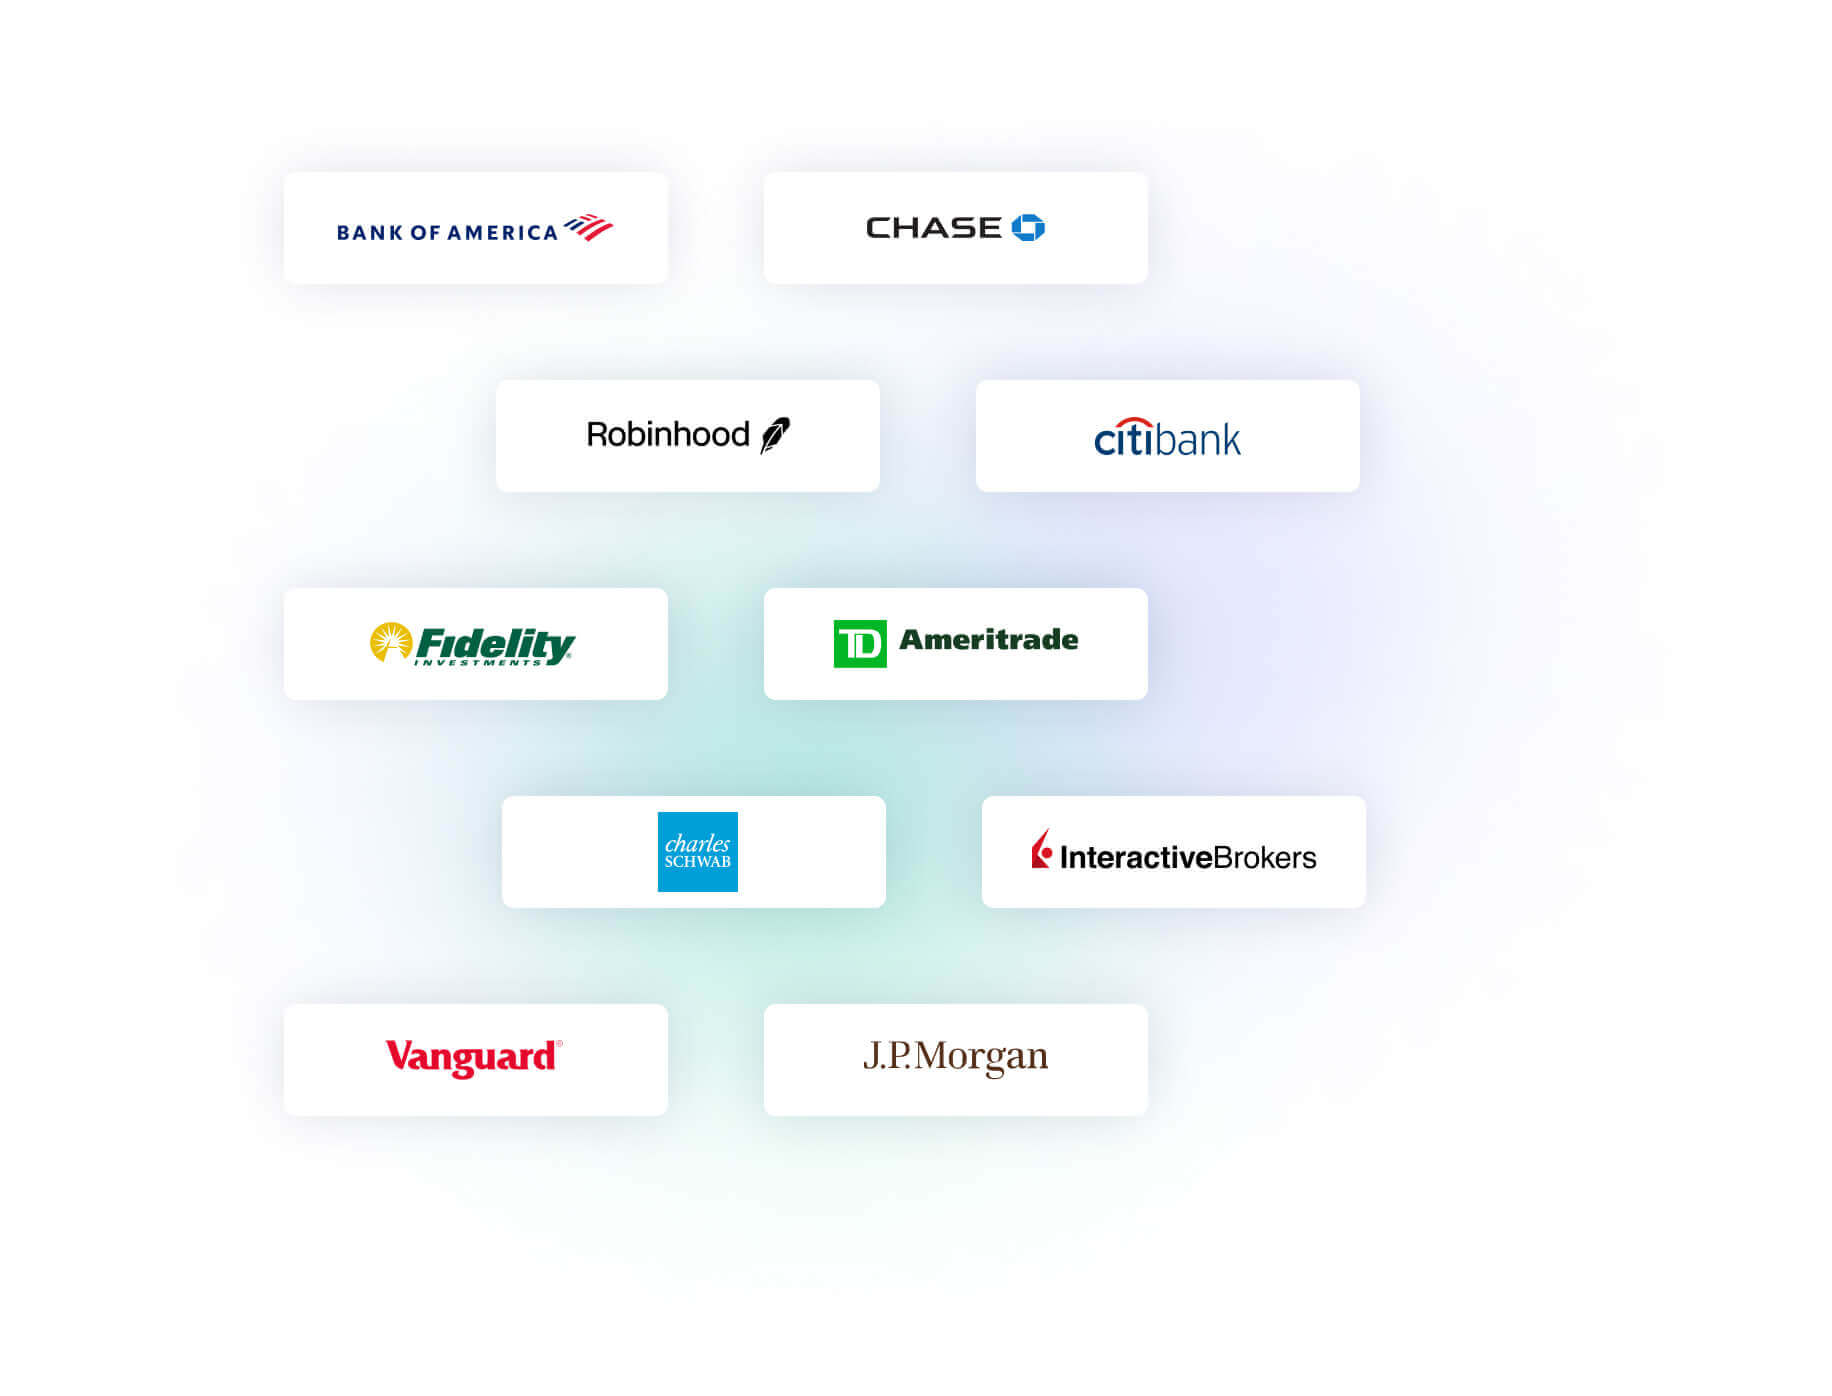 BANK OF AMERICA
CHASE
Robinhood
citibank
Fidelity
INVESTMENTS
®
TD Ameritrade
charles
SCHWAB
InteractiveBrokers
Vanguard®
J.P.Morgan